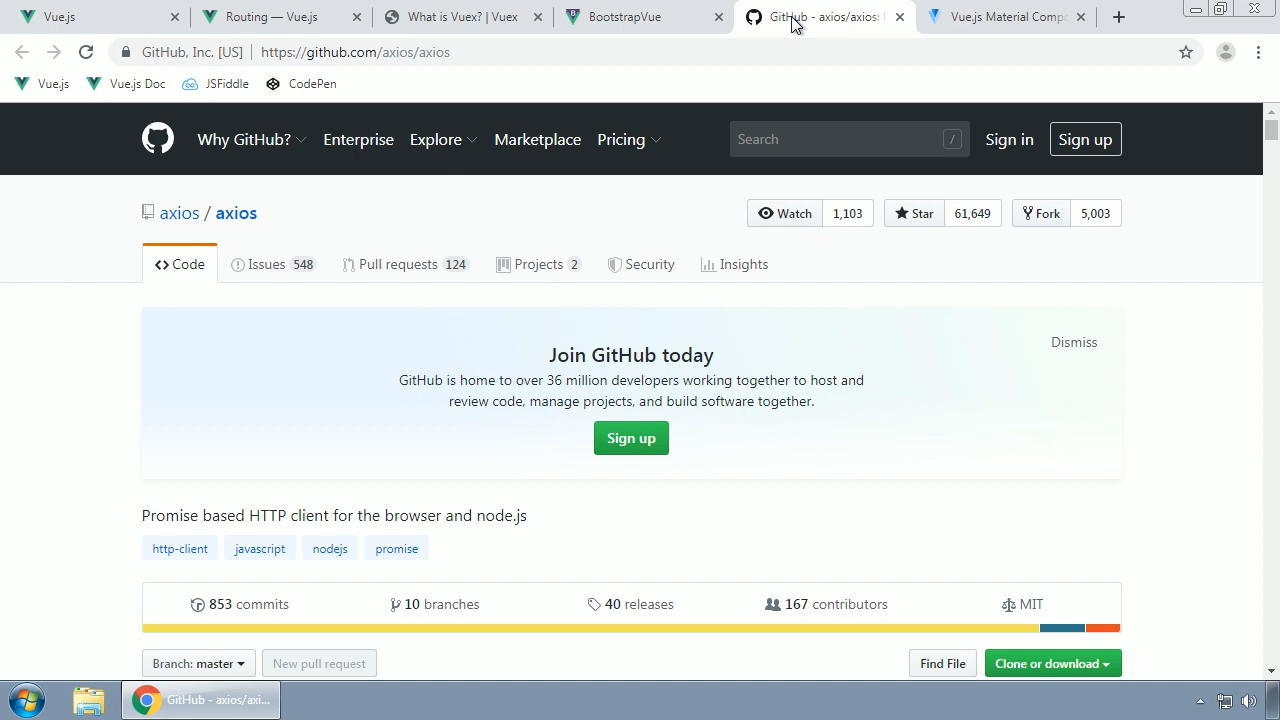 Vue.js
Routing — Vue.js
What is Vuex? | Vuex
BootstrapVue
GitHub - axios/axios:
Vue.js Material Compo
GitHub, Inc. [US] | https://github.com/axios/axios
Vue.js
Vue.js Doc
JSFiddle
CodePen
Why GitHub?
Enterprise
Explore
Marketplace
Pricing
Search /
Sign in
Sign up
axios / axios
Watch 1,103
Star 61,649
Fork 5,003
Code
Issues 548
Pull requests 124
Projects 2
Security
Insights
Join GitHub today
Dismiss
GitHub is home to over 36 million developers working together to host and
review code, manage projects, and build software together.
Sign up
Promise based HTTP client for the browser and node.js
http-client
javascript
nodejs
promise
853 commits
10 branches
40 releases
167 contributors
MIT
Branch: master
New pull request
Find File
Clone or download
GitHub - axios/axi...